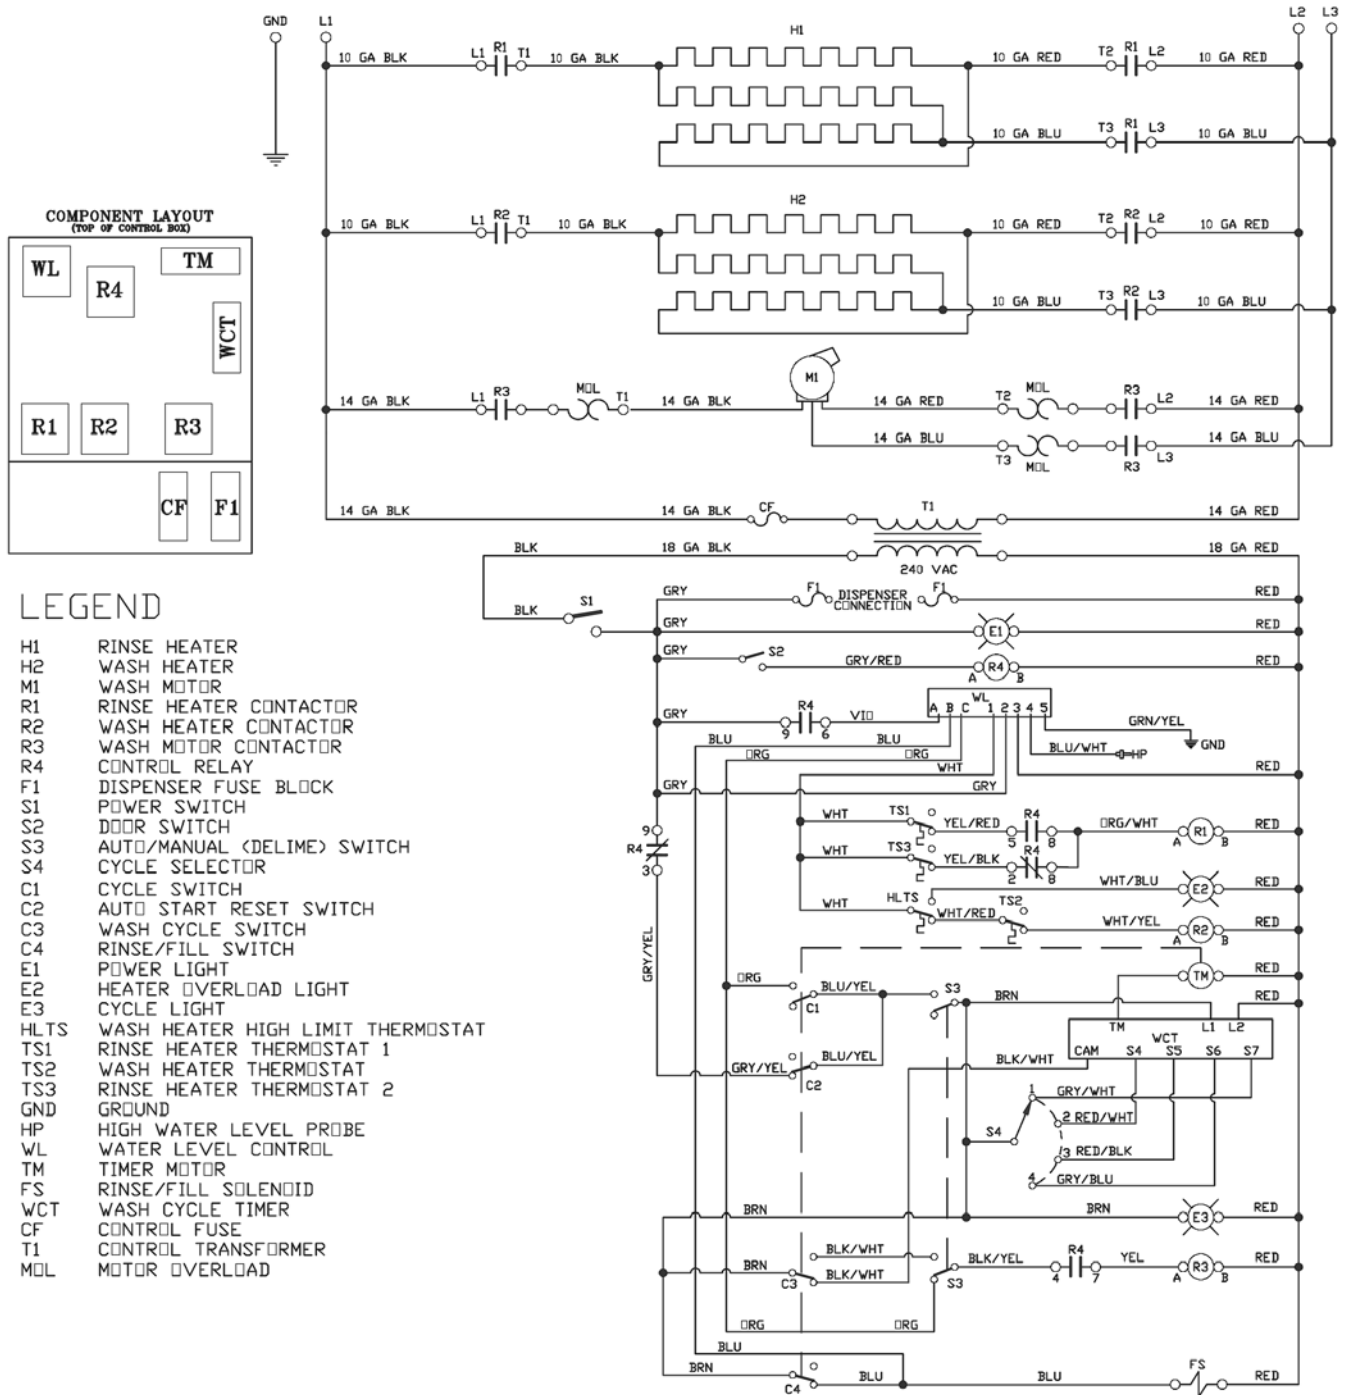 GND L1 L2 L3
H1
10 GA BLK L1 R1 T1 10 GA BLK 10 GA RED T2 R1 L2 10 GA RED
10 GA BLU T3 R1 L3 10 GA BLU
COMPONENT LAYOUT
(TOP OF CONTROL BOX)
WL
R4
TM
WCT
R1 R2 R3
CF F1
H2
10 GA BLK L1 R2 T1 10 GA BLK 10 GA RED T2 R2 L2 10 GA RED
10 GA BLU T3 R2 L3 10 GA BLU
M1
14 GA BLK L1 R3 MOL T1 14 GA BLK 14 GA RED T2 MOL R3 L2 14 GA RED
14 GA BLU T3 MOL R3 L3 14 GA BLU
14 GA BLK 14 GA BLK CF T1 14 GA RED
BLK 18 GA BLK 240 VAC 18 GA RED
GRY F1 DISPENSER CONNECTION F1 RED
BLK S1
GRY E1 RED
GRY S2 GRY/RED A R4 B RED
WL
A B C 1 2 3 4 5
GRY R4 9 6 VIO
GRN/YEL GND
BLU BLU
BLU/WHT HP
ORG ORG
WHT RED
GRY GRY
9 R4 3
WHT TS1 YEL/RED 5 R4 8 ORG/WHT A R1 B RED
WHT TS3 YEL/BLK 2 R4 8
WHT/BLU E2 RED
WHT HLTS WHT/RED TS2 WHT/YEL A R2 B RED
GRY/YEL
TM RED
ORG C1 BLU/YEL S3 BRN RED
TM L1 L2
WCT
CAM S4 S5 S6 S7
GRY/YEL C2 BLU/YEL BLK/WHT
1 GRY/WHT
2 RED/WHT
S4
3 RED/BLK
4 GRY/BLU
BRN BRN E3 RED
BLK/WHT
BRN C3 BLK/WHT S3 BLK/YEL 4 R4 7 YEL A R3 B RED
ORG ORG
BLU
BRN C4 BLU BLU FS RED
LEGEND
H1 RINSE HEATER
H2 WASH HEATER
M1 WASH MOTOR
R1 RINSE HEATER CONTACTOR
R2 WASH HEATER CONTACTOR
R3 WASH MOTOR CONTACTOR
R4 CONTROL RELAY
F1 DISPENSER FUSE BLOCK
S1 POWER SWITCH
S2 DOOR SWITCH
S3 AUTO/MANUAL (DELIME) SWITCH
S4 CYCLE SELECTOR
C1 CYCLE SWITCH
C2 AUTO START RESET SWITCH
C3 WASH CYCLE SWITCH
C4 RINSE/FILL SWITCH
E1 POWER LIGHT
E2 HEATER OVERLOAD LIGHT
E3 CYCLE LIGHT
HLTS WASH HEATER HIGH LIMIT THERMOSTAT
TS1 RINSE HEATER THERMOSTAT 1
TS2 WASH HEATER THERMOSTAT
TS3 RINSE HEATER THERMOSTAT 2
GND GROUND
HP HIGH WATER LEVEL PROBE
WL WATER LEVEL CONTROL
TM TIMER MOTOR
FS RINSE/FILL SOLENOID
WCT WASH CYCLE TIMER
CF CONTROL FUSE
T1 CONTROL TRANSFORMER
MOL MOTOR OVERLOAD